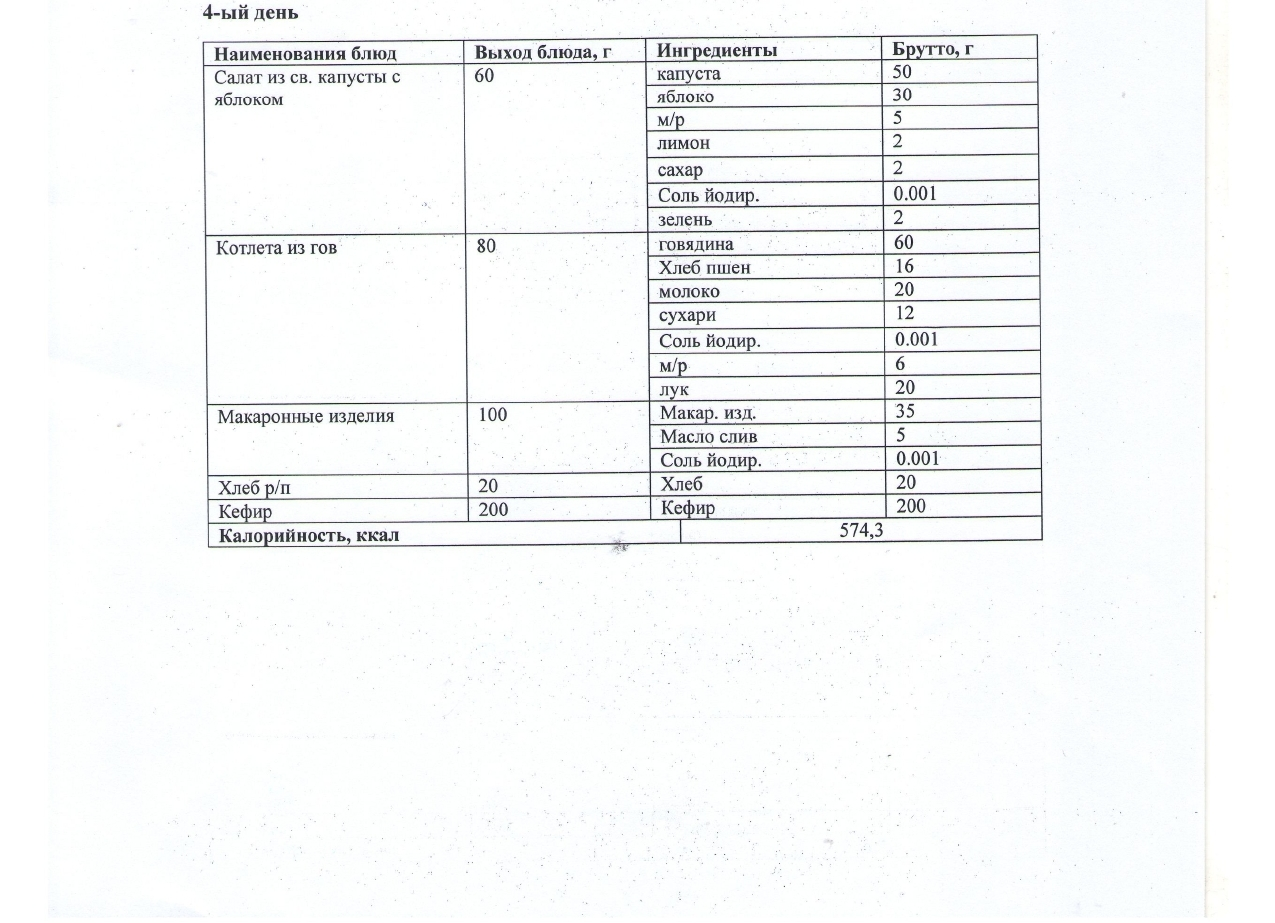 4-ый день
Наименования блюд Выход блюда, г Ингредиенты Брутто, г
Салат из св. капусты с яблоком 60 капуста 50
яблоко 30
м/р 5
лимон 2
сахар 2
Соль йодир. 0.001
зелень 2
Котлета из гов 80 говядина 60
Хлеб пшен 16
молоко 20
сухари 12
Соль йодир. 0.001
м/р 6
лук 20
Макаронные изделия 100 Макар. изд. 35
Масло слив 5
Соль йодир. 0.001
Хлеб р/п 20 Хлеб 20
Кефир 200 Кефир 200
Калорийность, ккал 574,3